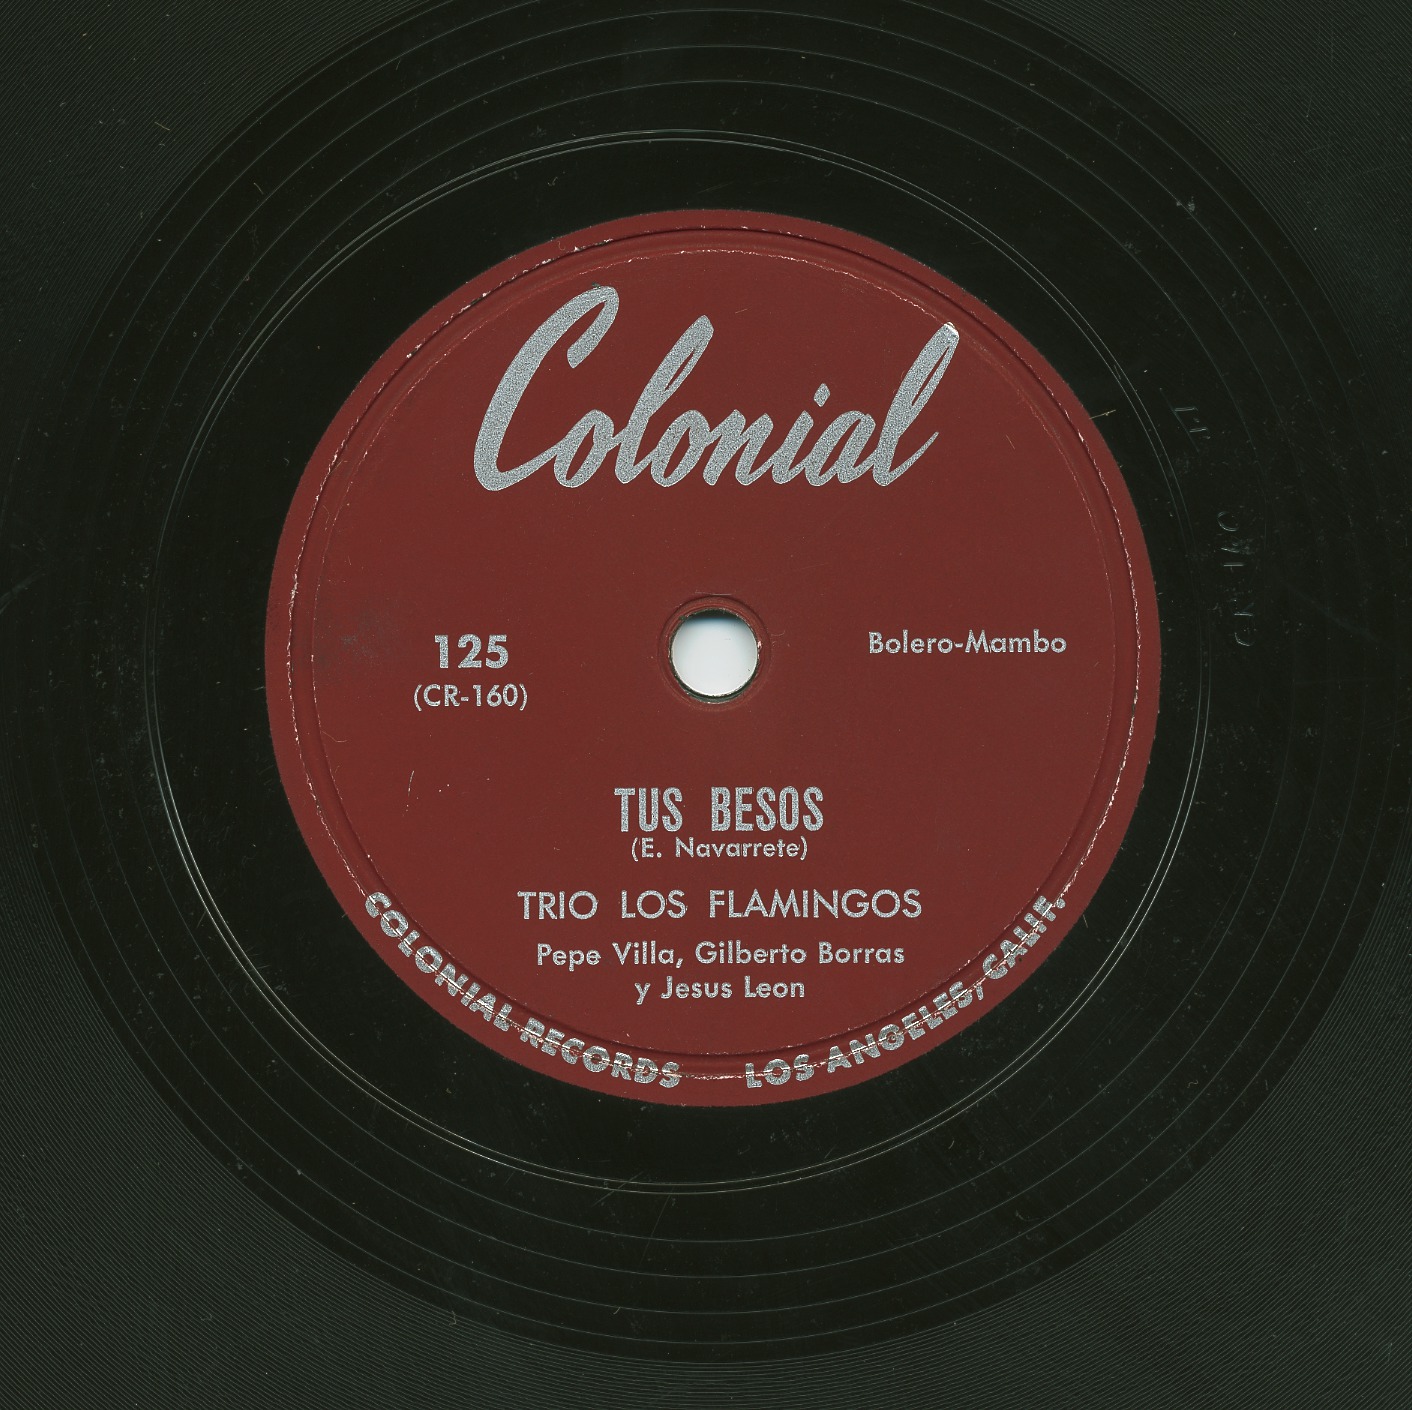 Colonial
125
(CR-160)
Bolero-Mambo
TUS BESOS
(E. Navarrete)
TRIO LOS FLAMINGOS
Pepe Villa, Gilberto Borras
y Jesus Leon
COLONIAL RECORDS LOS ANGELES, CALIF.